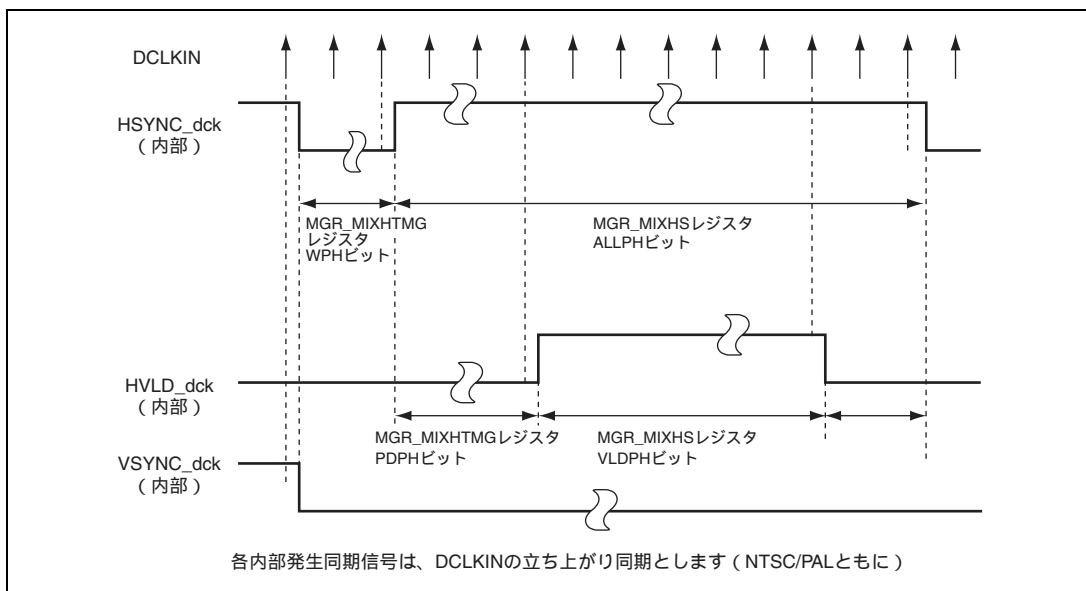 DCLKIN
HSYNC_dck
（内部）
MGR_MIXHTMG
レジスタ
WPHビット
MGR_MIXHSレジスタ
ALLPHビット
HVLD_dck
（内部）
MGR_MIXHTMGレジスタ
PDPHビット
MGR_MIXHSレジスタ
VLDPHビット
VSYNC_dck
（内部）
各内部発生同期信号は、DCLKINの立ち上がり同期とします（NTSC/PALともに）